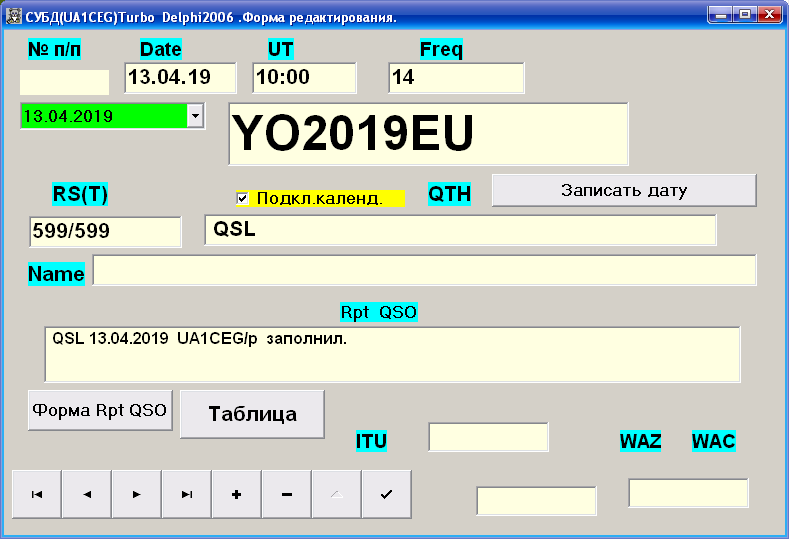 СУБД(UA1CEG)Turbo Delphi2006 .Форма редактирования.
№ п/п Date UT Freq
13.04.19 10:00 14
13.04.2019
YO2019EU
RS(T) Подкл.календ. QTH Записать дату
599/599 QSL
Name
Rpt QSO
QSL 13.04.2019 UA1CEG/p заполнил.
Форма Rpt QSO Таблица
ITU WAZ WAC